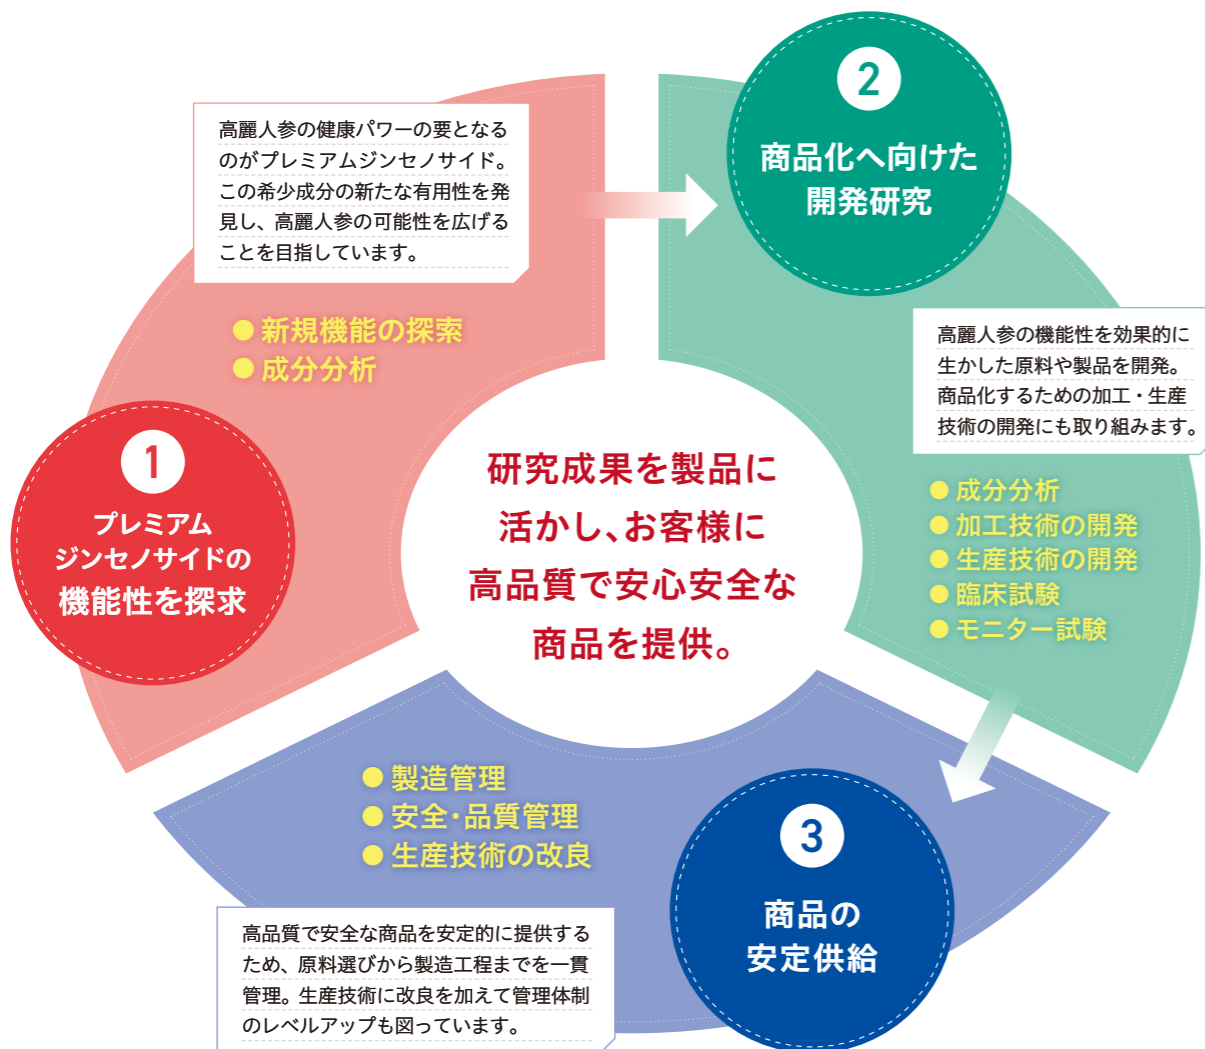 1
プレミアム
ジンセノサイドの
機能性を探求
高麗人参の健康パワーの要となる
のがプレミアムジンセノサイド。
この希少成分の新たな有用性を発
見し、高麗人参の可能性を広げる
ことを目指しています。
● 新規機能の探索
● 成分分析
2
商品化へ向けた
開発研究
高麗人参の機能性を効果的に
生かした原料や製品を開発。
商品化するための加工・生産
技術の開発にも取り組みます。
● 成分分析
● 加工技術の開発
● 生産技術の開発
● 臨床試験
● モニター試験
研究成果を製品に
活かし、お客様に
高品質で安心安全な
商品を提供。
3
商品の
安定供給
● 製造管理
● 安全・品質管理
● 生産技術の改良
高品質で安全な商品を安定的に提供する
ため、原料選びから製造工程までを一貫
管理。生産技術に改良を加えて管理体制
のレベルアップも図っています。